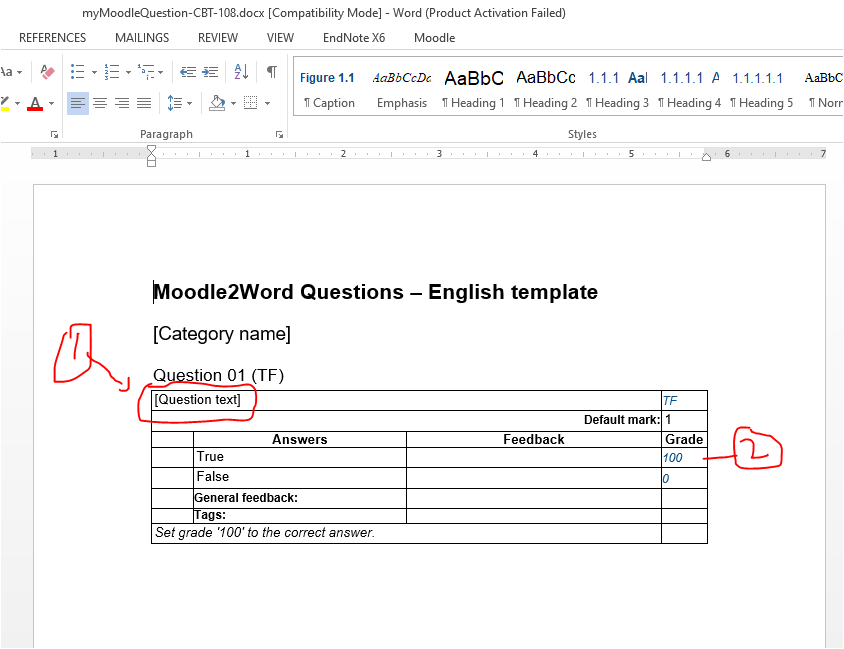 myMoodleQuestion-CBT-108.docx [Compatibility Mode] - Word (Product Activation Failed)
REFERENCES MAILINGS REVIEW VIEW EndNote X6 Moodle
Aa
Figure 1.1 AaBbCcDc AaBbC AaBbCc 1.1.1 Aal 1.1.1.1 A 1.1.1.1.1 AaBbC
¶ Caption Emphasis ¶ Heading 1 ¶ Heading 2 ¶ Heading 3 ¶ Heading 4 ¶ Heading 5 ¶ Norn
Paragraph Styles
1 1 2 3 4 5 6 7
Moodle2Word Questions – English template
[Category name]
1
Question 01 (TF)
[Question text] TF
Default mark: 1
Answers Feedback Grade
True 100 2
False 0
General feedback:
Tags:
Set grade '100' to the correct answer.